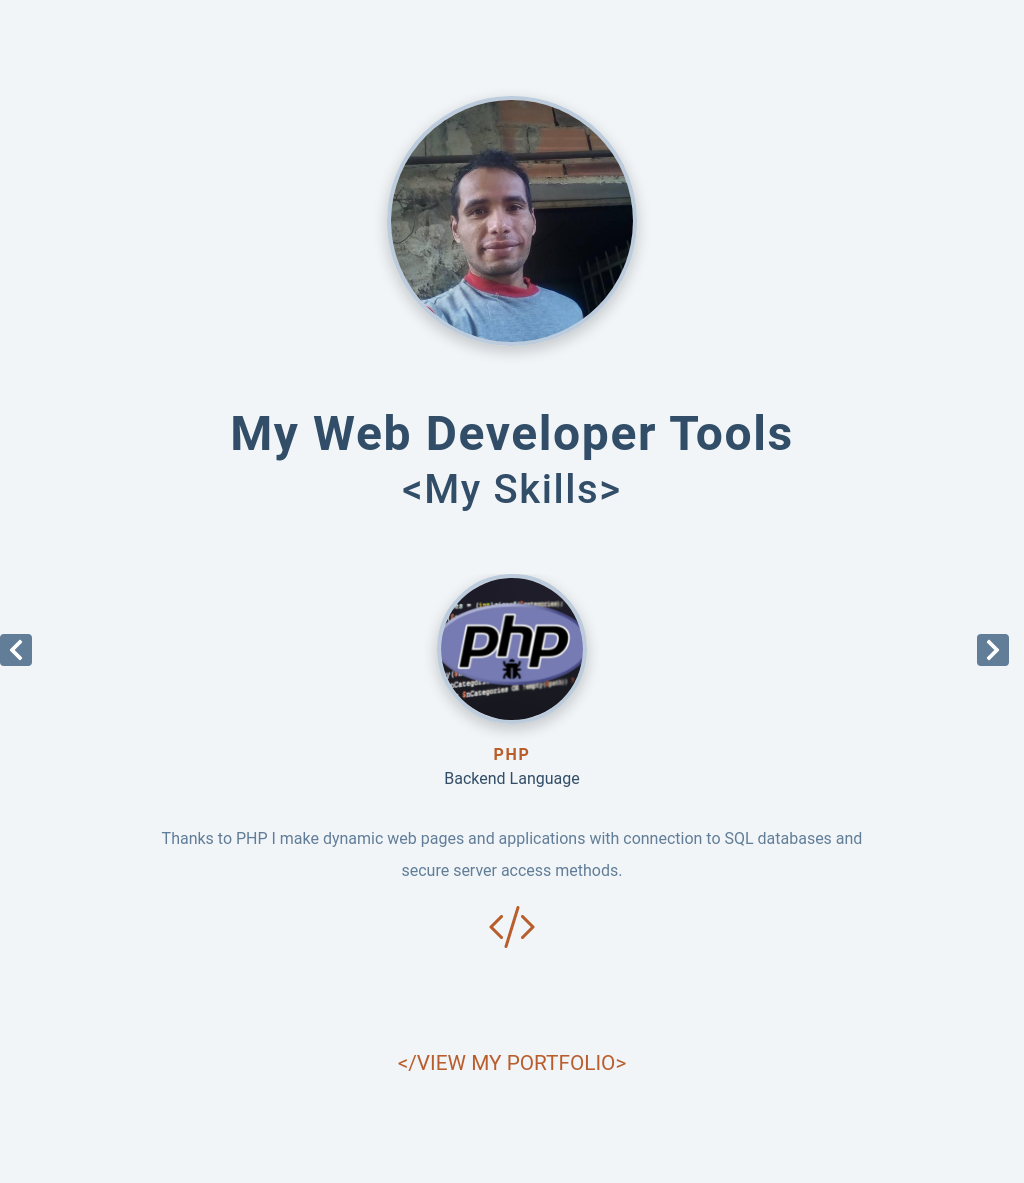 My Web Developer Tools
<My Skills>
php
PHP
Backend Language
Thanks to PHP I make dynamic web pages and applications with connection to SQL databases and
secure server access methods.
</>
</VIEW MY PORTFOLIO>